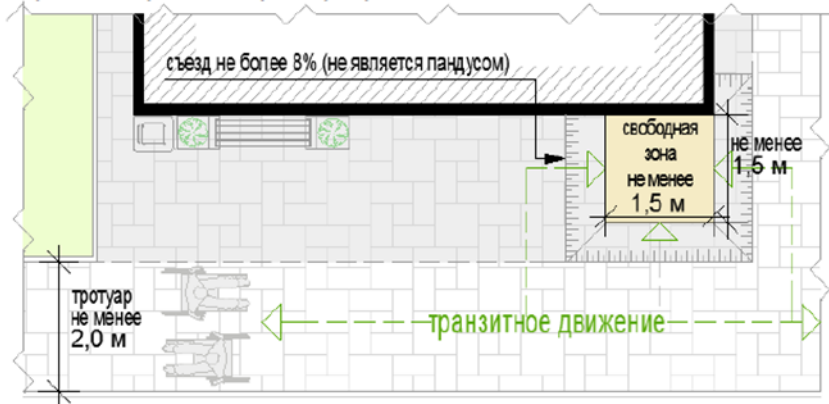 съезд не более 8% (не является пандусом)
свободная
зона
не менее
1,5 м
не менее
1,5 м
тротуар
не менее
2,0 м
транзитное движение